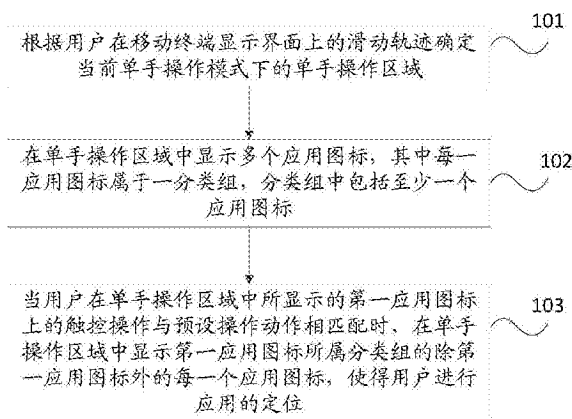 101
根据用户在移动终端显示界面上的滑动轨迹确定
当前单手操作模式下的单手操作区域
在单手操作区域中显示多个应用图标，其中每一
应用图标属于一分类组，分类组中包括至少一个
应用图标
102
当用户在单手操作区域中所显示的第一应用图标
上的触控操作与预设操作动作相匹配时、在单手
操作区域中显示第一应用图标所属分类组的除第
一应用图标外的每一个应用图标，使得用户进行
应用的定位
103